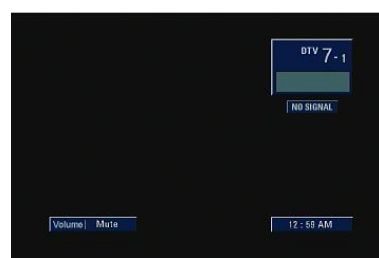 DTV 7-1
NO SIGNAL
Volume| Mute
12 : 59 AM